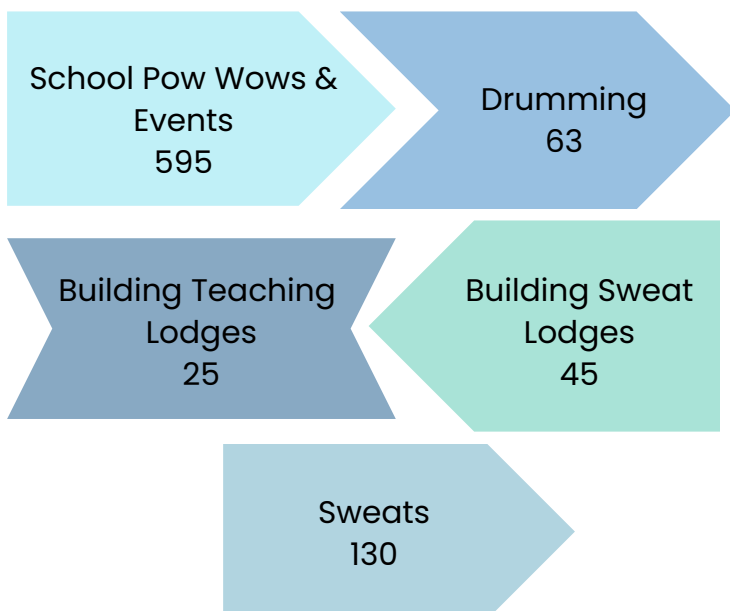 School Pow Wows &
Events
595
Drumming
63
Building Teaching
Lodges
25
Building Sweat
Lodges
45
Sweats
130